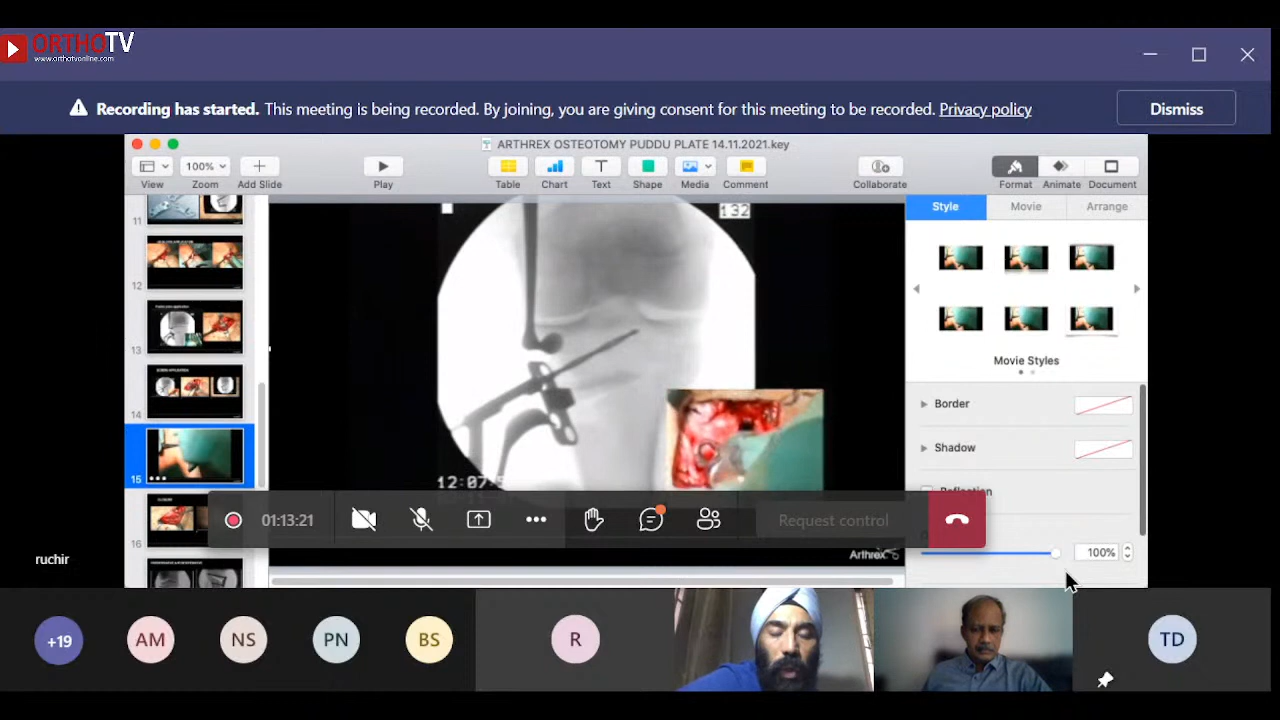 ORTHOTV
www.orthotvonline.com
Recording has started. This meeting is being recorded. By joining, you are giving consent for this meeting to be recorded. Privacy policy
Dismiss
ARTHREX OSTEOTOMY PUDDU PLATE 14.11.2021.key
100%
View Zoom Add Slide Play Table Chart Text Shape Media Comment Collaborate Format Animate Document
Style Movie Arrange
11
132
12
13
Movie Styles
14
Border
Shadow
15
12:07
Reflection
01:13:21
Request control
16
100%
Arthrex
ruchir
+19 AM NS PN BS R TD